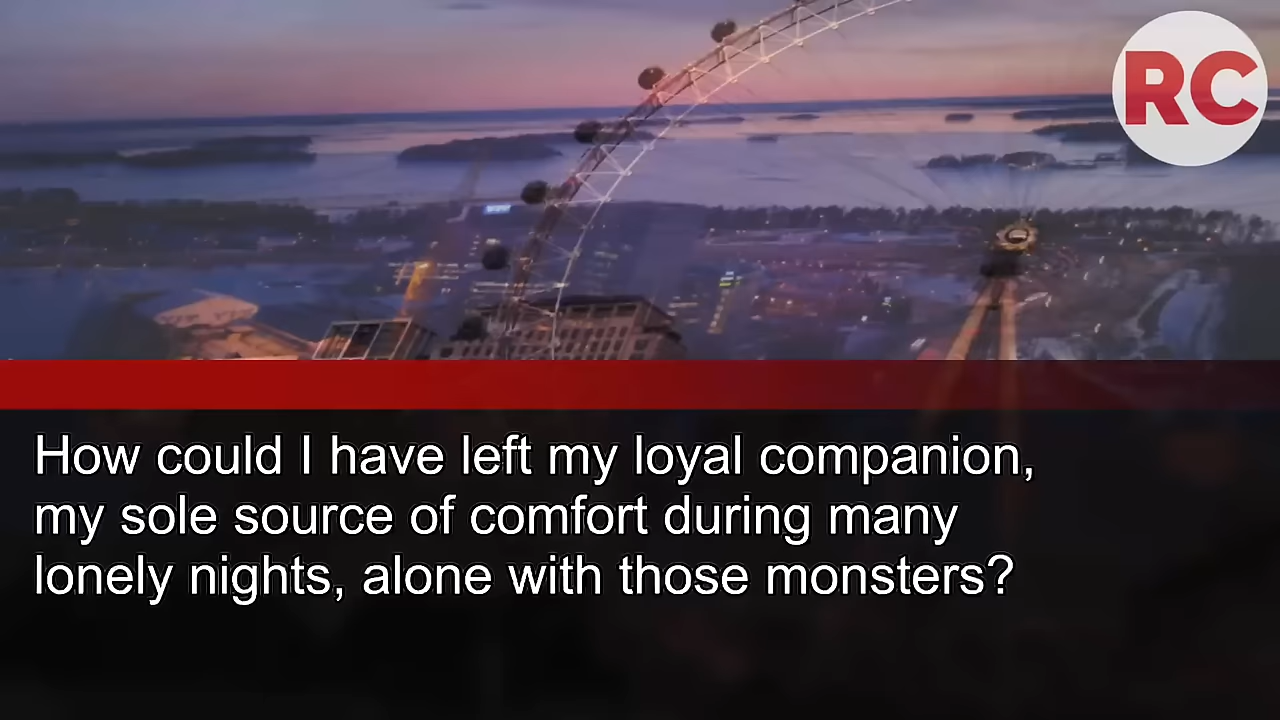 RC
How could I have left my loyal companion,
my sole source of comfort during many
lonely nights, alone with those monsters?